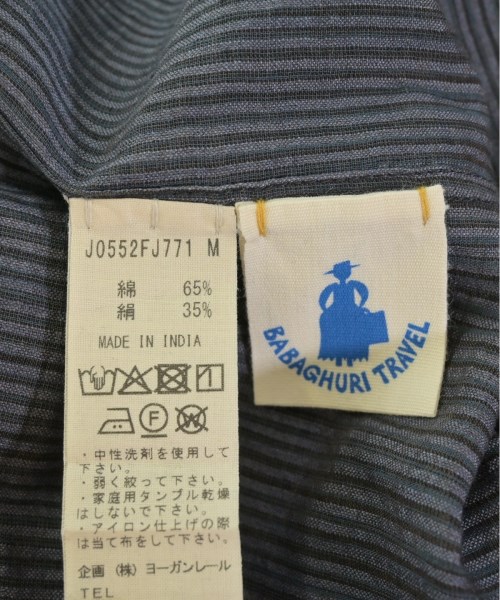 J0552FJ771 M
綿 65%
絹 35%
MADE IN INDIA
1
F
W
・中性洗剤を使用して
下さい。
・弱く絞って下さい。
・家庭用タンブル乾燥
はしないで下さい。
・アイロン仕上げの際
は当て布をして下さい。
企画 (株) ヨーガンレール
TEL
BABAGHURI TRAVEL